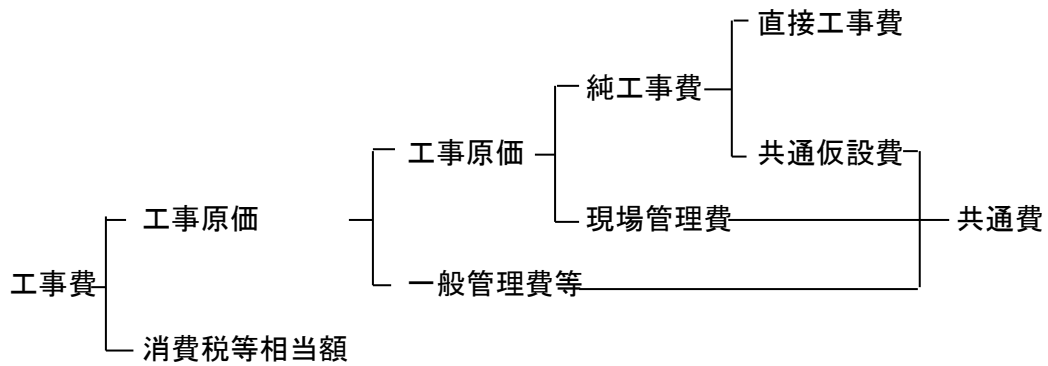 直接工事費
純工事費
工事原価
共通仮設費
工事原価
現場管理費
共通費
工事費
一般管理費等
消費税等相当額